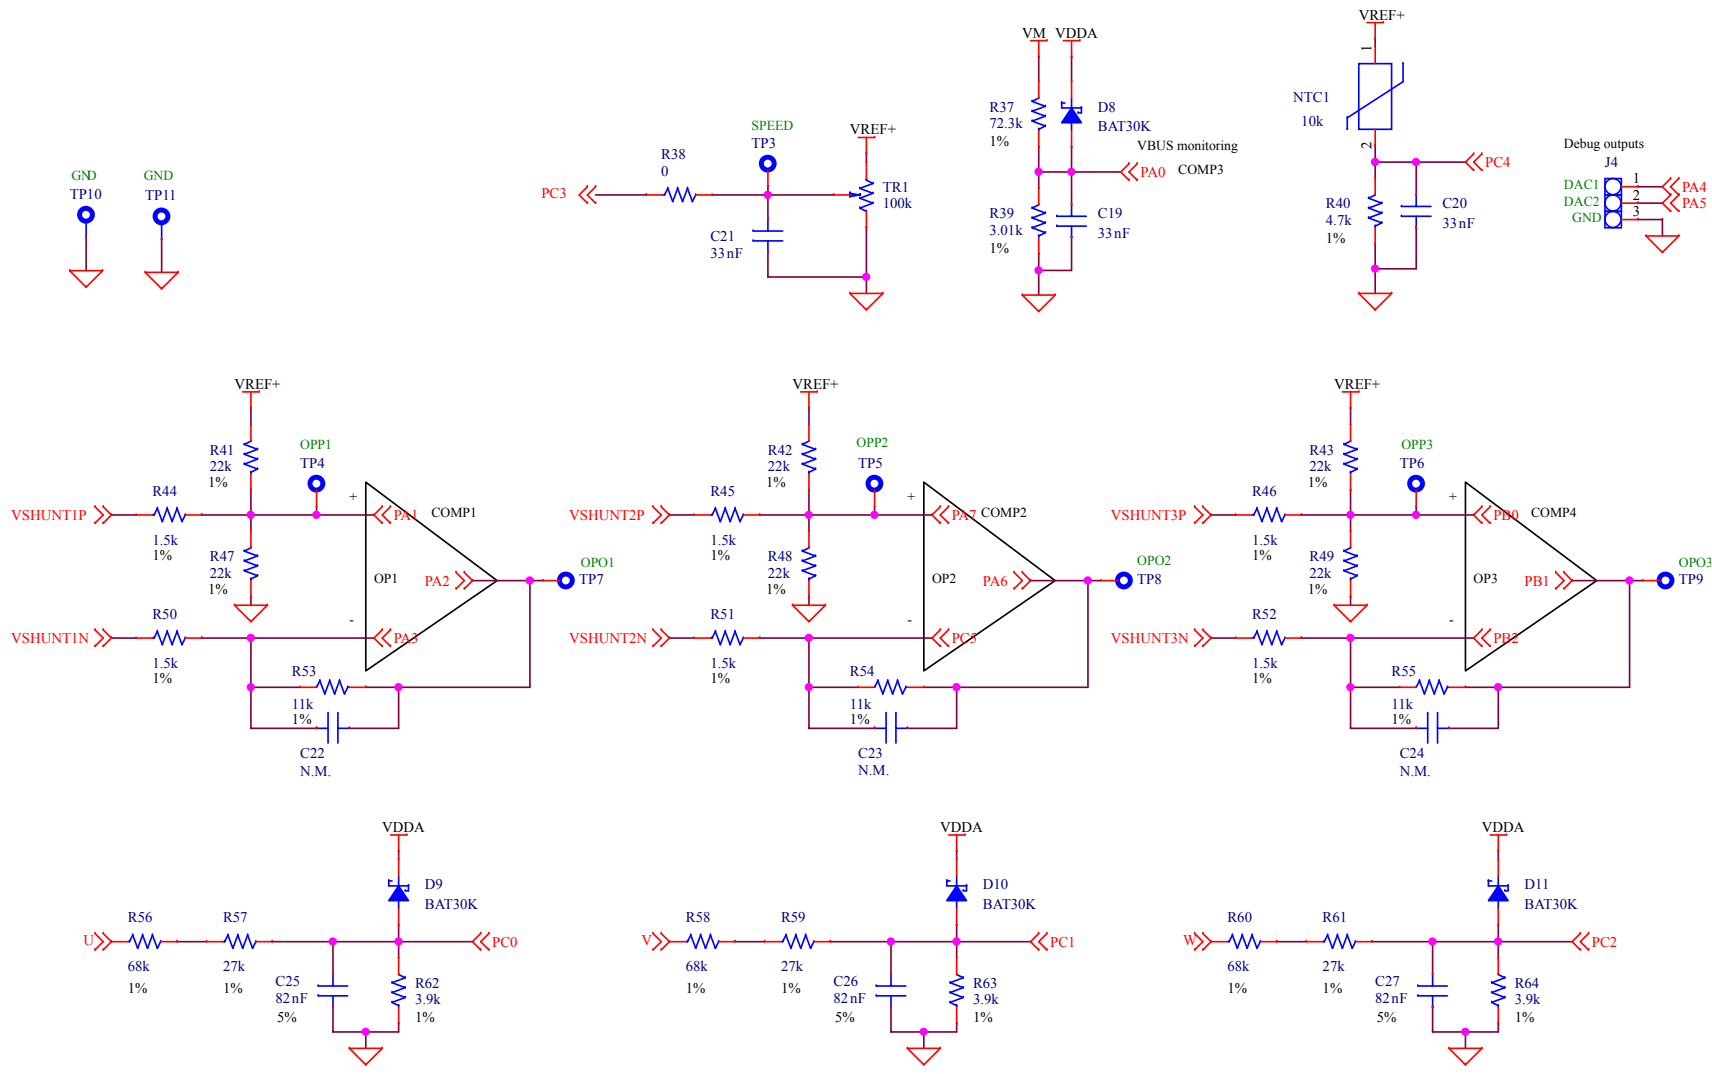 GND
TP10
GND
TP11
PC3
R38
0
SPEED
TP3
VREF+
TR1
100k
C21
33nF
VM
VDDA
R37
72.3k
1%
D8
BAT30K
VBUS monitoring
PA0
COMP3
R39
3.01k
1%
C19
33nF
VREF+
1
NTC1
10k
2
PC4
R40
4.7k
1%
C20
33nF
Debug outputs
J4
DAC1
1
PA4
DAC2
2
PA5
GND
3
VREF+
R41
22k
1%
OPP1
TP4
R44
VSHUNT1P
1.5k
1%
+
PA1
COMP1
R47
22k
1%
OP1
PA2
OPO1
TP7
R50
VSHUNT1N
1.5k
1%
-
PA3
R53
11k
1%
C22
N.M.
VREF+
R42
22k
1%
OPP2
TP5
R45
VSHUNT2P
1.5k
1%
+
PA7
COMP2
R48
22k
1%
OP2
PA6
OPO2
TP8
R51
VSHUNT2N
1.5k
1%
-
PC5
R54
11k
1%
C23
N.M.
VREF+
R43
22k
1%
OPP3
TP6
R46
VSHUNT3P
1.5k
1%
+
PB0
COMP4
R49
22k
1%
OP3
PB1
OPO3
TP9
R52
VSHUNT3N
1.5k
1%
-
PB2
R55
11k
1%
C24
N.M.
VDDA
D9
BAT30K
R56
R57
U
PC0
68k
1%
27k
1%
C25
82nF
5%
R62
3.9k
1%
VDDA
D10
BAT30K
R58
R59
V
PC1
68k
1%
27k
1%
C26
82nF
5%
R63
3.9k
1%
VDDA
D11
BAT30K
R60
R61
W
PC2
68k
1%
27k
1%
C27
82nF
5%
R64
3.9k
1%